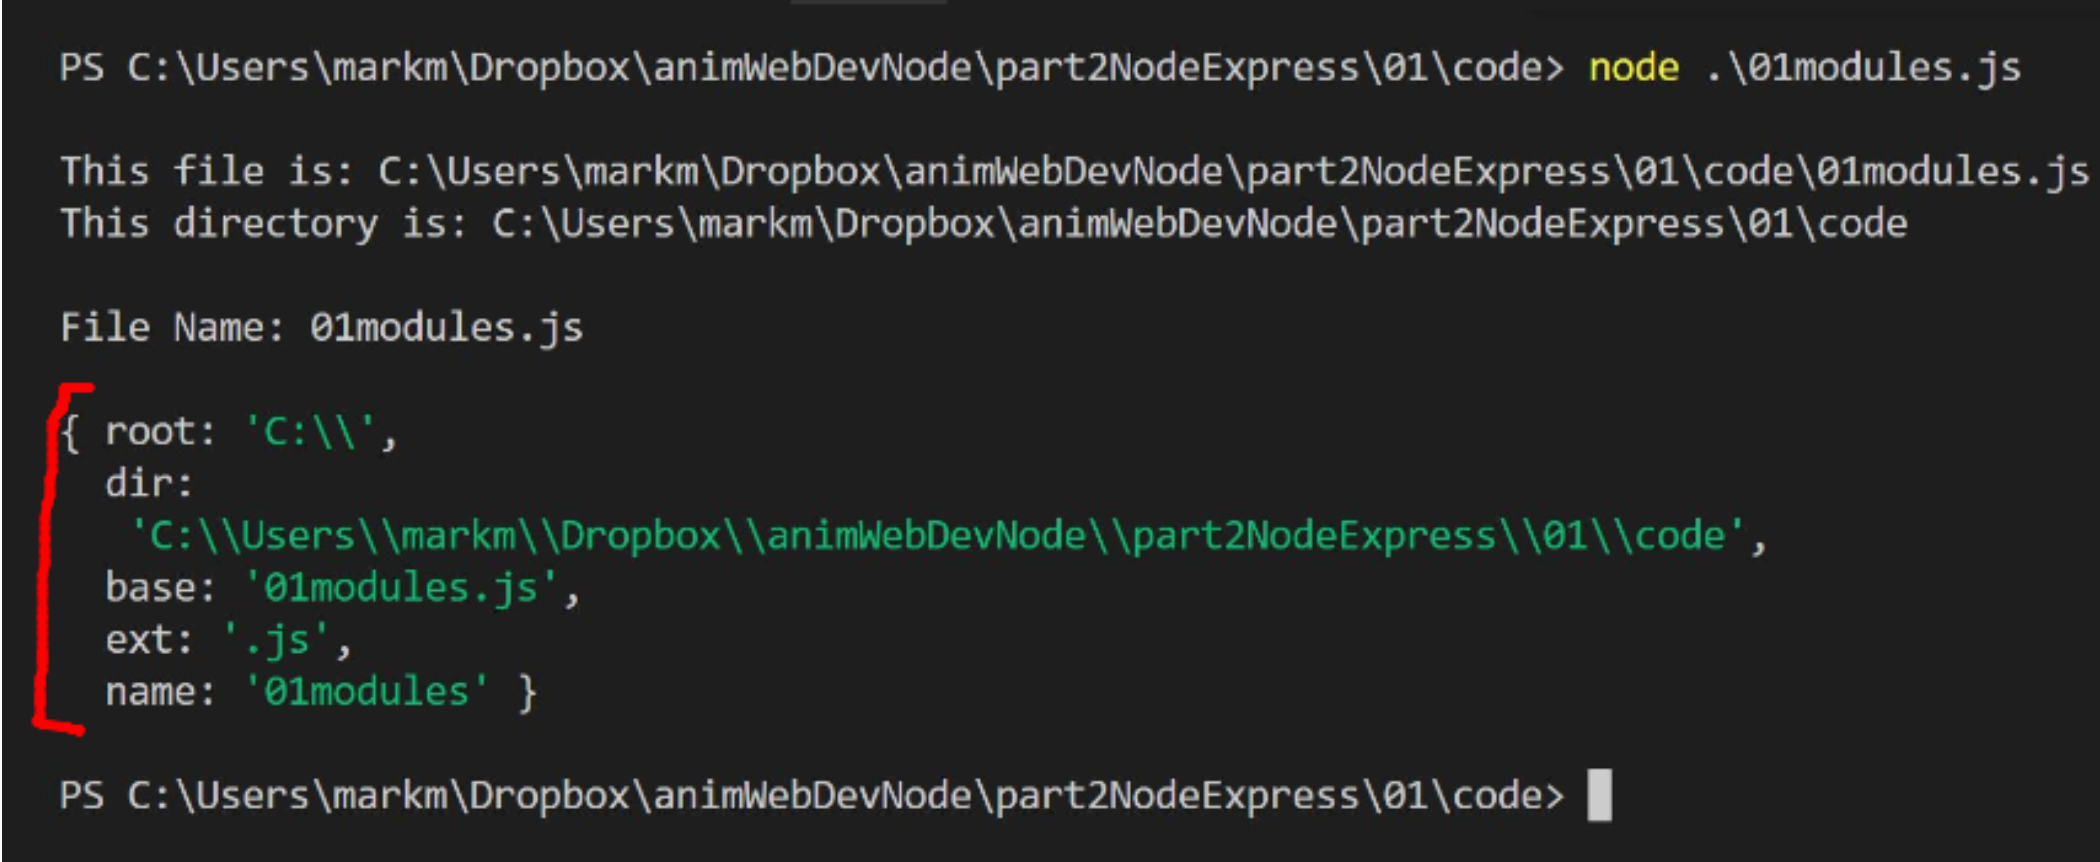 PS C:\Users\markm\Dropbox\animWebDevNode\part2NodeExpress\01\code> node .\01modules.js
This file is: C:\Users\markm\Dropbox\animWebDevNode\part2NodeExpress\01\code\01modules.js
This directory is: C:\Users\markm\Dropbox\animWebDevNode\part2NodeExpress\01\code
File Name: 01modules.js
{ root: 'C:\\',
dir:
'C:\\Users\\markm\\Dropbox\\animWebDevNode\\part2NodeExpress\\01\\code',
base: '01modules.js',
ext: '.js',
name: '01modules' }
PS C:\Users\markm\Dropbox\animWebDevNode\part2NodeExpress\01\code>